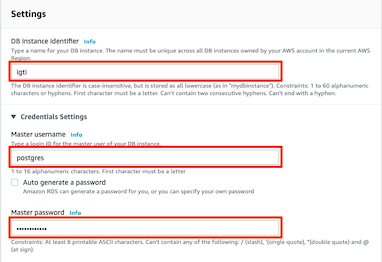 Settings
DB instance identifier Info
Type a name for your DB instance. The name must be unique across all DB instances owned by your AWS account in the current AWS
Region.
igti
The DB instance identifier is case-insensitive, but is stored as all lowercase (as in "mydbinstance"). Constraints: 1 to 60 alphanumeric
characters or hyphens. First character must be a letter. Can't contain two consecutive hyphens. Can't end with a hyphen.
▼ Credentials Settings
Master username Info
Type a login ID for the master user of your DB instance.
postgres
1 to 16 alphanumeric characters. First character must be a letter
Auto generate a password
Amazon RDS can generate a password for you, or you can specify your own password
Master password Info
••••••••••••
Constraints: At least 8 printable ASCII characters. Can't contain any of the following: / (slash), '(single quote), "(double quote) and @
(at sign).